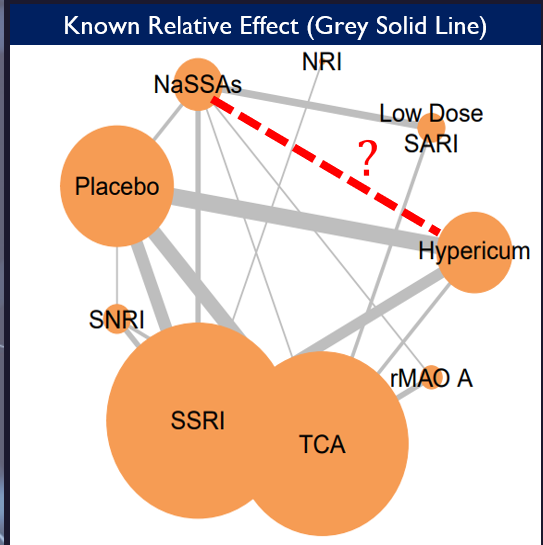 Known Relative Effect (Grey Solid Line)
NRI
NaSSAs
Low Dose
SARI
?
Placebo
Hypericum
SNRI
rMAO A
SSRI
TCA